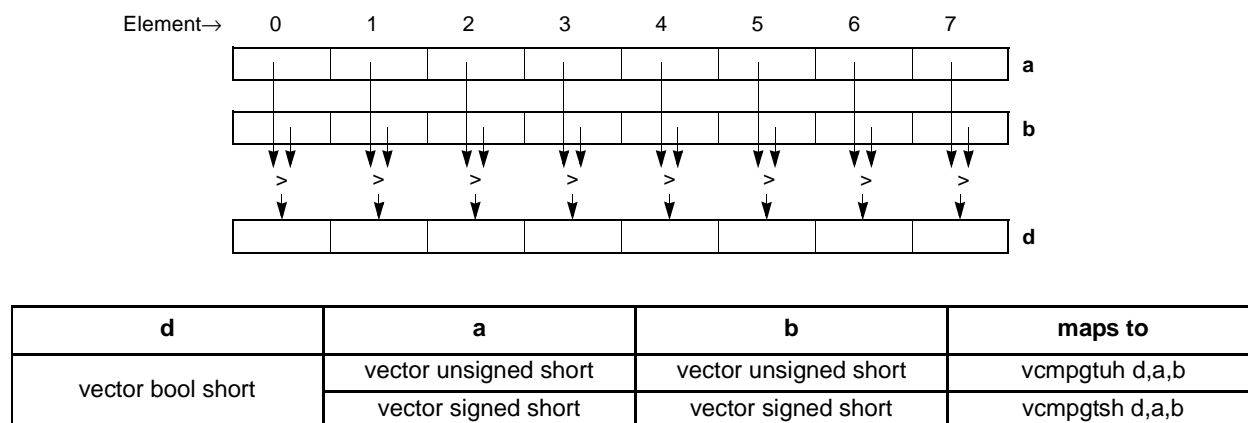 Element→ 0 1 2 3 4 5 6 7
a
b
> > > > > > > >
d
d a b maps to
vector bool short
vector unsigned short vector unsigned short vcmpgtuh d,a,b
vector signed short vector signed short vcmpgtsh d,a,b